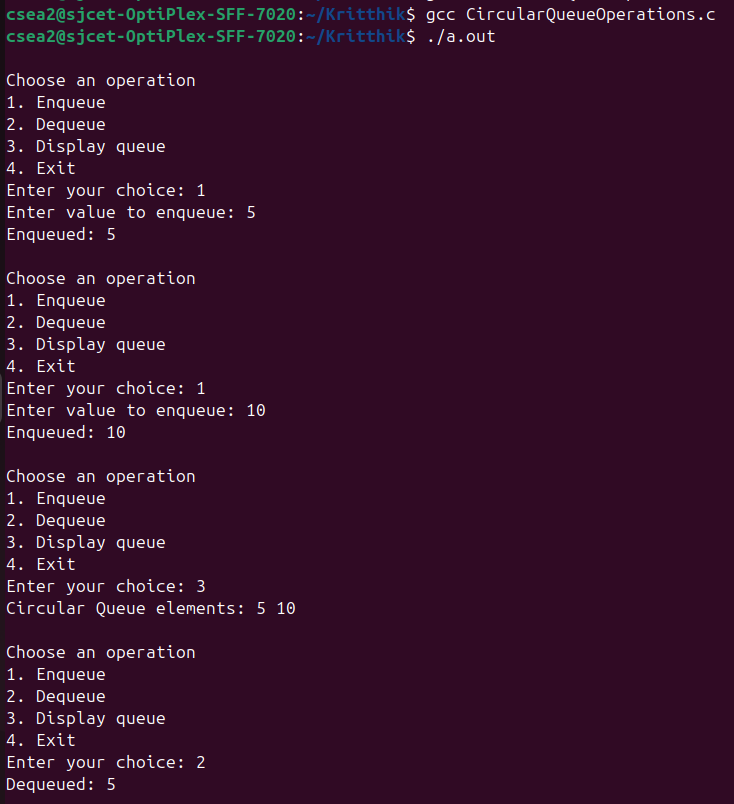 csea2@sjcet-OptiPlex-SFF-7020:~/Kritthik$ gcc CircularQueueOperations.c
csea2@sjcet-OptiPlex-SFF-7020:~/Kritthik$ ./a.out

Choose an operation
1. Enqueue
2. Dequeue
3. Display queue
4. Exit
Enter your choice: 1
Enter value to enqueue: 5
Enqueued: 5

Choose an operation
1. Enqueue
2. Dequeue
3. Display queue
4. Exit
Enter your choice: 1
Enter value to enqueue: 10
Enqueued: 10

Choose an operation
1. Enqueue
2. Dequeue
3. Display queue
4. Exit
Enter your choice: 3
Circular Queue elements: 5 10

Choose an operation
1. Enqueue
2. Dequeue
3. Display queue
4. Exit
Enter your choice: 2
Dequeued: 5